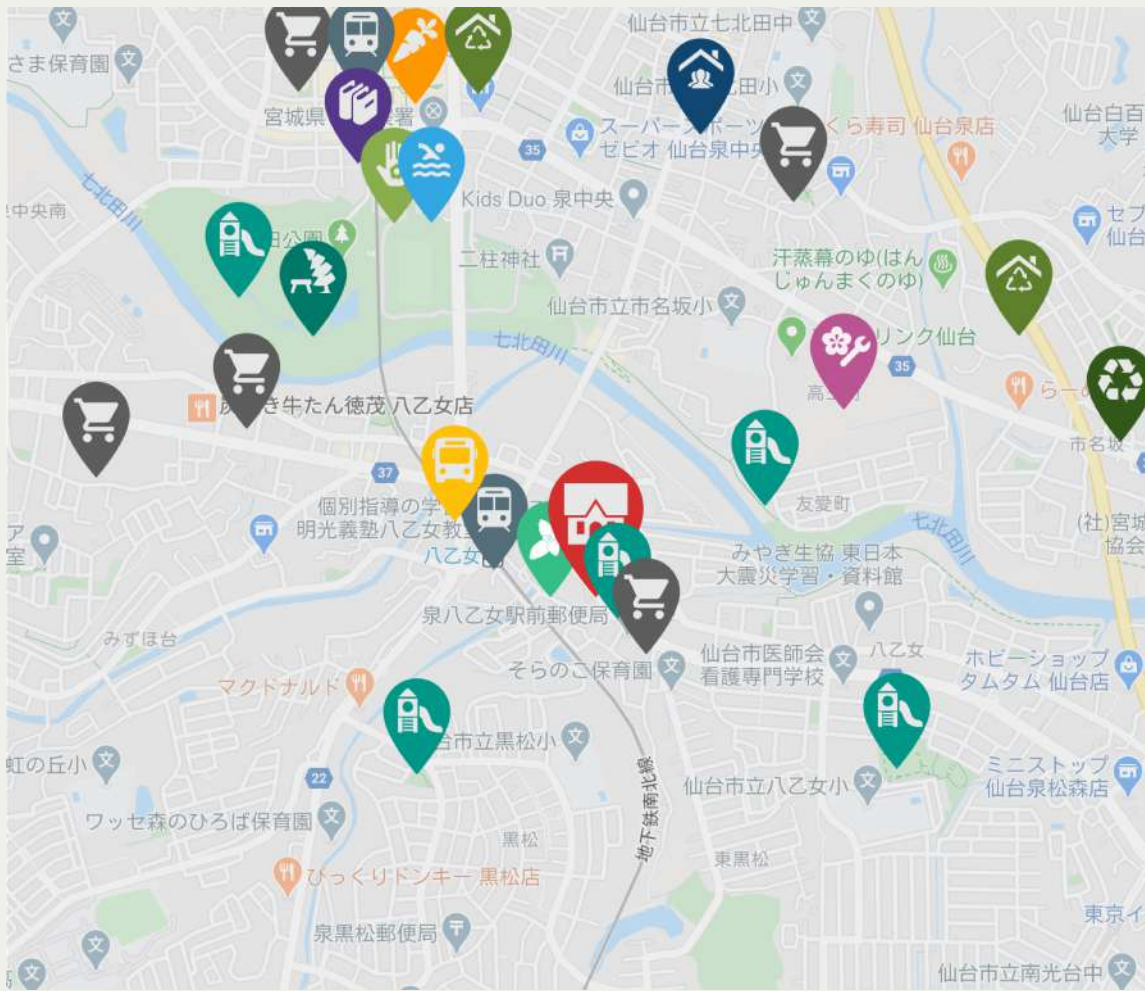 仙台市立七北田中
さま保育園
仙台市
北田小
宮城県
署
仙台白百
大学
スーパースポーツ
ゼビオ 仙台泉中央
くら寿司 仙台泉店
35
七北田川
中央南
Kids Duo 泉中央
セブ
仙台
田公園
二柱神社
汗蒸幕のゆ(はん
じゅんまくのゆ)
仙台市立市名坂小
七北田川
リンク仙台
35
き牛たん徳茂 八乙女店
市名坂
37
個別指導の学
明光義塾八乙女教室
八乙女
友愛町
七北田川
(社)宮城
協会
みやぎ生協 東日本
大震災学習・資料館
泉八乙女駅前郵便局
みずほ台
そらのこ保育園
仙台市医師会
看護専門学校
八乙女
ホビーショップ
タムタム 仙台店
マクドナルド
台市立黒松小
虹の丘小
22
仙台市立八乙女小
ミニストップ
仙台泉松森店
ワッセ森のひろば保育園
黒松
地下鉄南北線
東黒松
びっくりドンキー 黒松店
東京イ
泉黒松郵便局
仙台市立南光台中